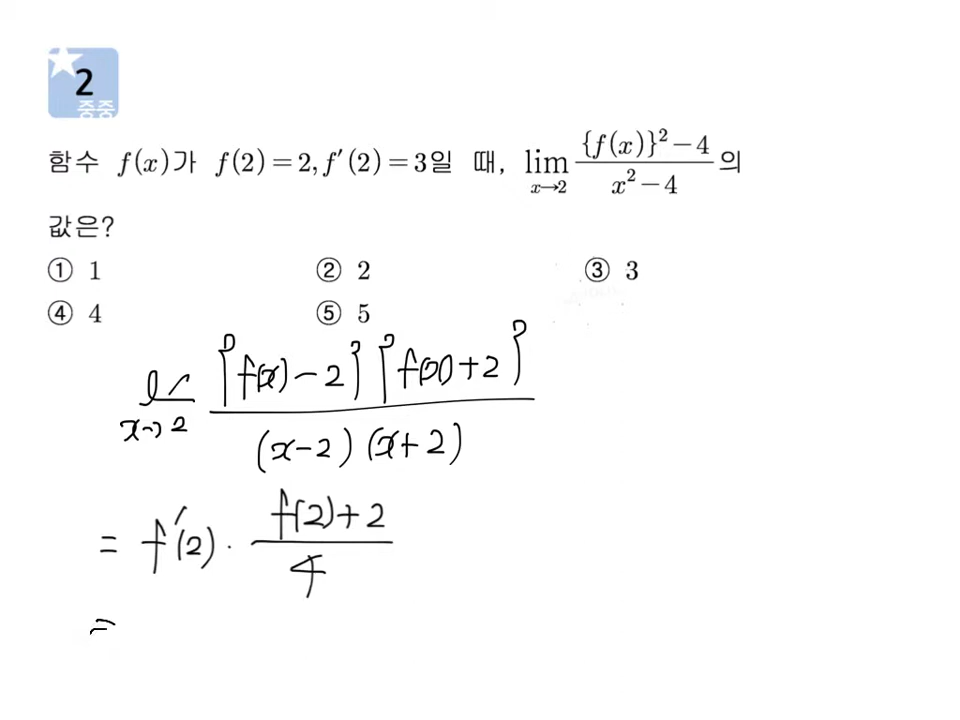 2
중중
함수 f(x)가 f(2)=2, f′(2)=3일 때, lim_{x→2} ({f(x)}²−4)/(x²−4) 의
값은?
① 1 ② 2 ③ 3
④ 4 ⑤ 5
lim_{x→2} ({f(x)−2}{f(x)+2})/((x−2)(x+2))
= f′(2)·(f(2)+2)/4
=